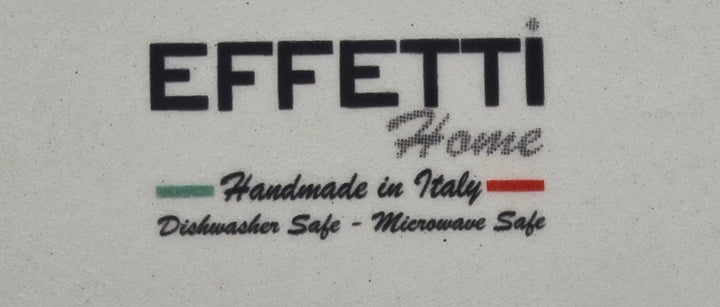 EFFETTi
Home
Handmade in Italy
Dishwasher Safe - Microwave Safe